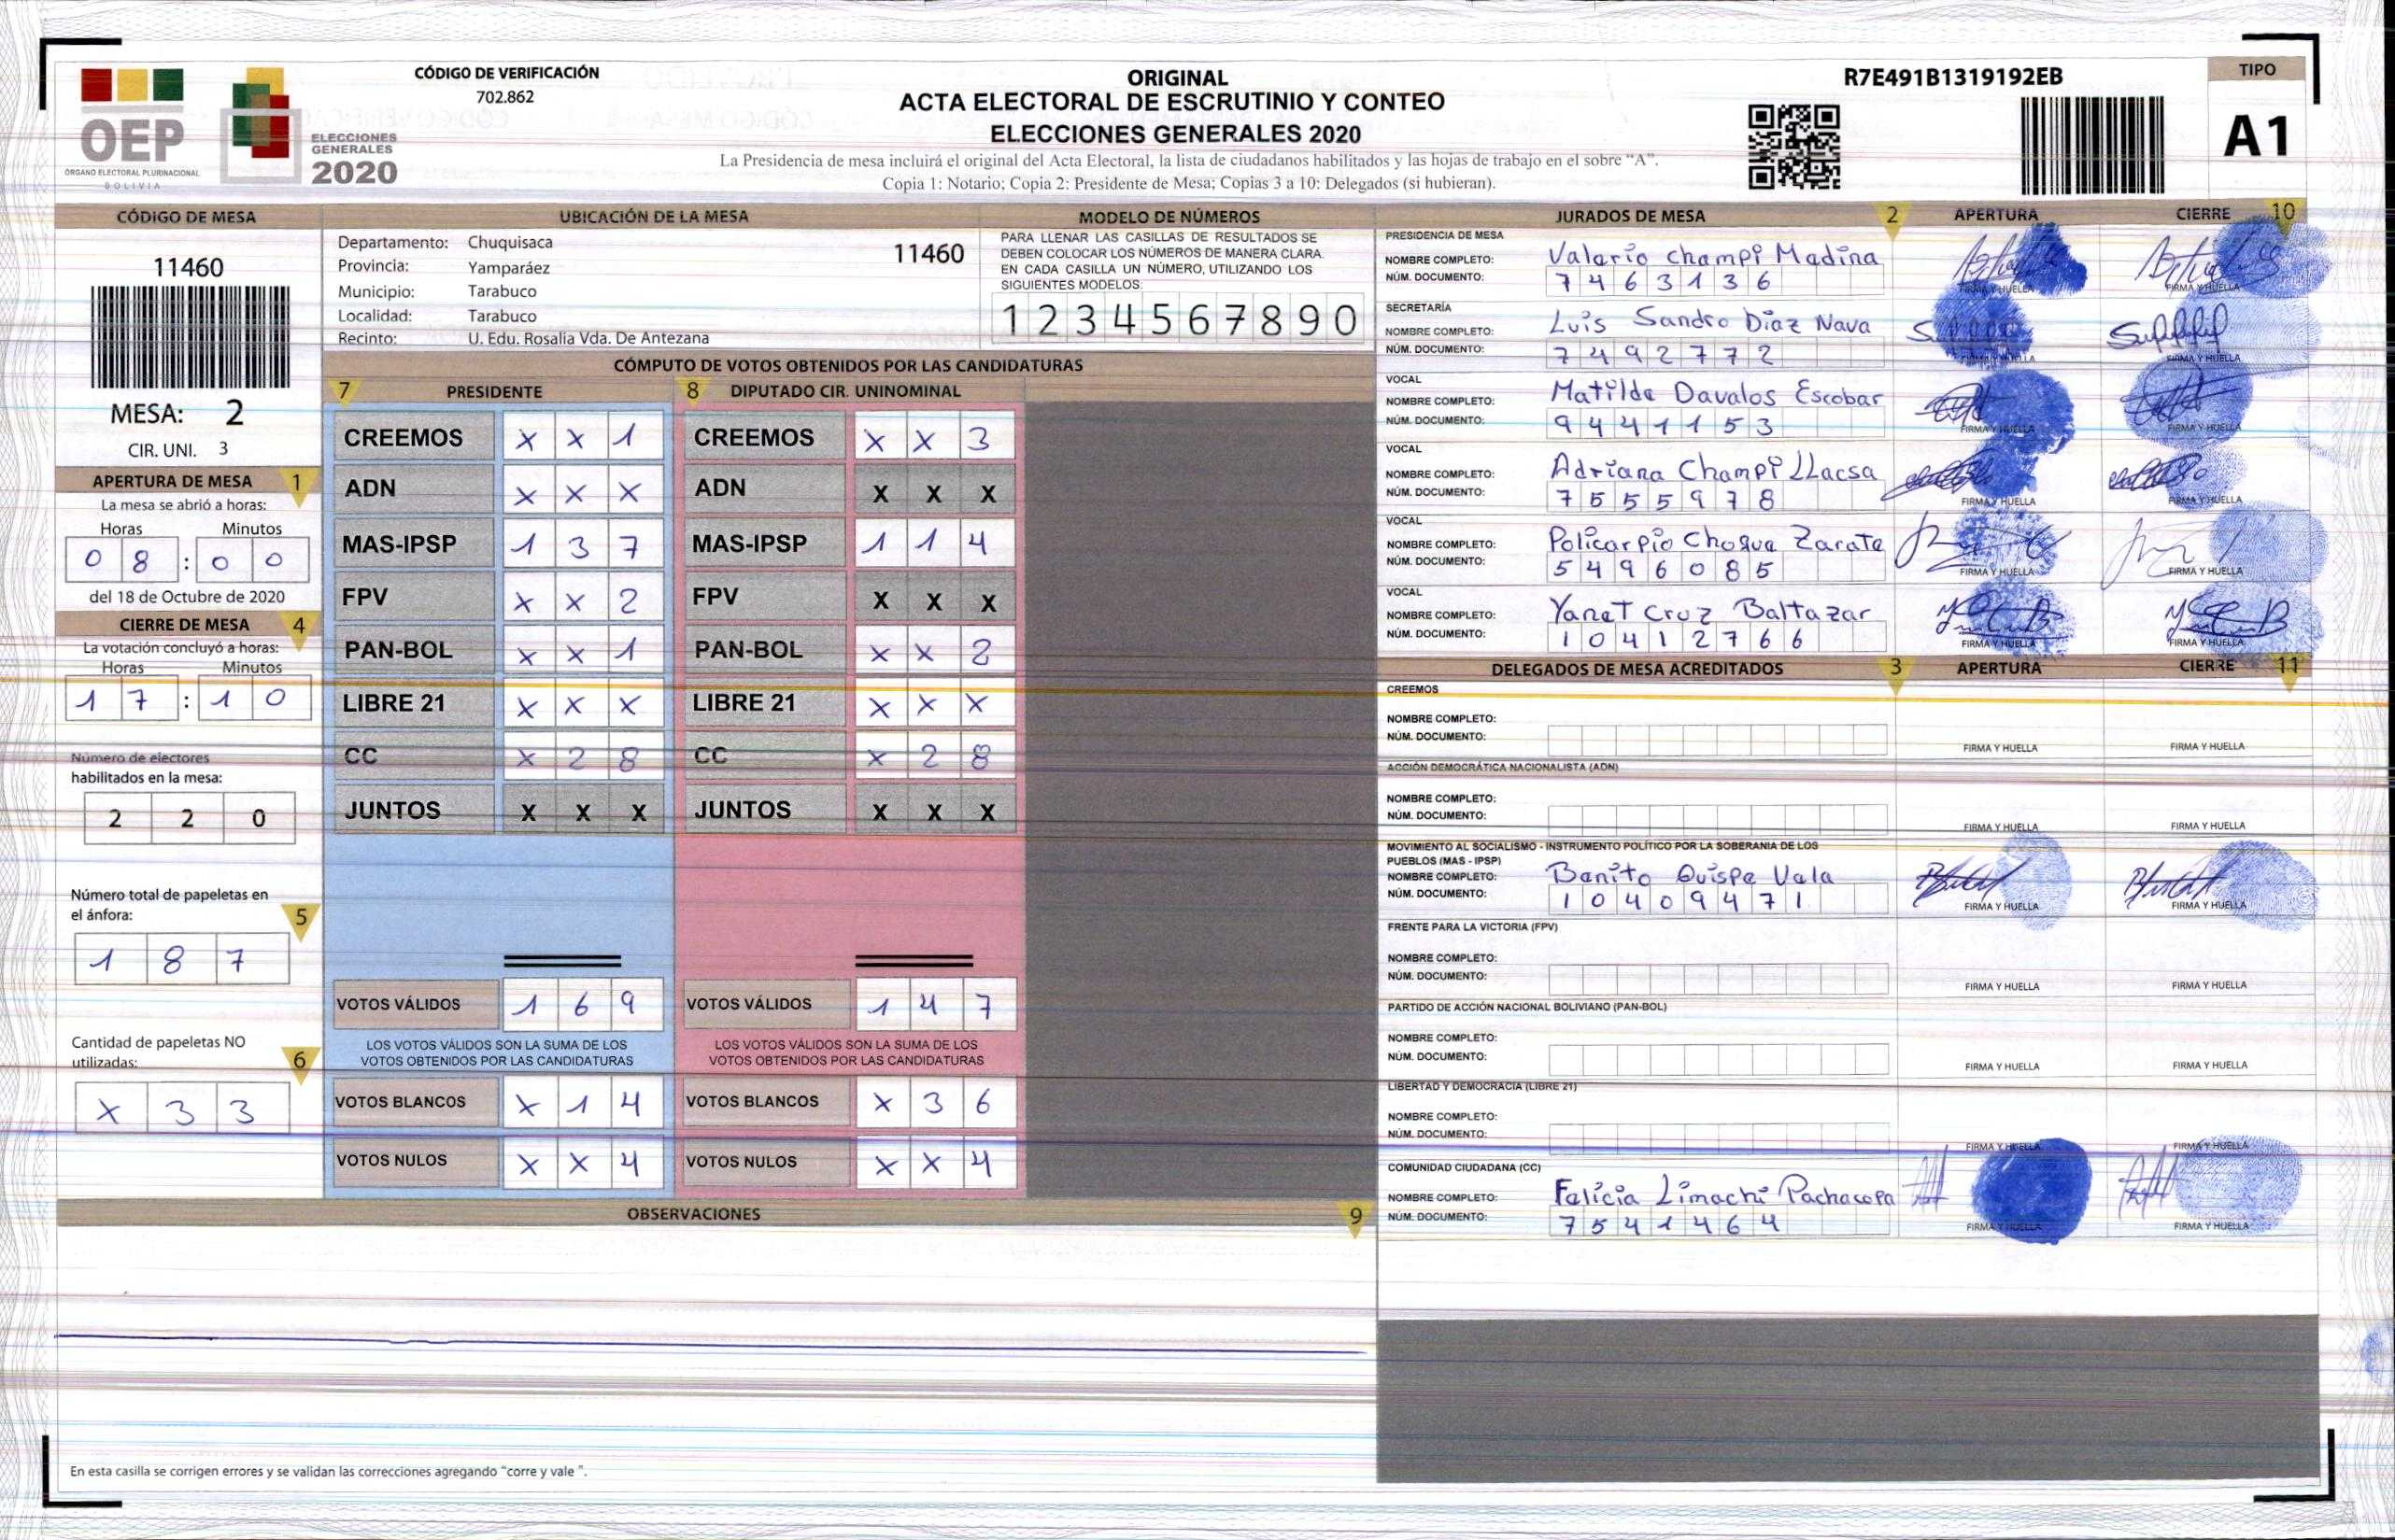 OEP
ÓRGANO ELECTORAL PLURINACIONAL
BOLIVIA
ELECCIONES
GENERALES
2020
CÓDIGO DE VERIFICACIÓN
702.862
ORIGINAL
ACTA ELECTORAL DE ESCRUTINIO Y CONTEO
ELECCIONES GENERALES 2020
La Presidencia de mesa incluirá el original del Acta Electoral, la lista de ciudadanos habilitados y las hojas de trabajo en el sobre “A”.
Copia 1: Notario; Copia 2: Presidente de Mesa; Copias 3 a 10: Delegados (si hubieran).
R7E491B1319192EB
TIPO
A1
CÓDIGO DE MESA
11460
MESA: 2
CIR. UNI. 3
APERTURA DE MESA 1
La mesa se abrió a horas:
Horas Minutos
0 8 : 0 0
del 18 de Octubre de 2020
CIERRE DE MESA 4
La votación concluyó a horas:
Horas Minutos
1 7 : 1 0
Número de electores
habilitados en la mesa:
2 2 0
Número total de papeletas en
el ánfora: 5
1 8 7
Cantidad de papeletas NO
utilizadas: 6
X 3 3
UBICACIÓN DE LA MESA
Departamento: Chuquisaca
11460
Provincia: Yamparáez
Municipio: Tarabuco
Localidad: Tarabuco
Recinto: U. Edu. Rosalia Vda. De Antezana
MODELO DE NÚMEROS
PARA LLENAR LAS CASILLAS DE RESULTADOS SE
DEBEN COLOCAR LOS NÚMEROS DE MANERA CLARA.
EN CADA CASILLA UN NÚMERO, UTILIZANDO LOS
SIGUIENTES MODELOS:
1 2 3 4 5 6 7 8 9 0
CÓMPUTO DE VOTOS OBTENIDOS POR LAS CANDIDATURAS
7 PRESIDENTE
CREEMOS X X 1
ADN X X X
MAS-IPSP 1 3 7
FPV X X 2
PAN-BOL X X 1
LIBRE 21 X X X
CC X 2 8
JUNTOS X X X
VOTOS VÁLIDOS 1 6 9
LOS VOTOS VÁLIDOS SON LA SUMA DE LOS
VOTOS OBTENIDOS POR LAS CANDIDATURAS
VOTOS BLANCOS X 1 4
VOTOS NULOS X X 4
8 DIPUTADO CIR. UNINOMINAL
CREEMOS X X 3
ADN X X X
MAS-IPSP 1 1 4
FPV X X X
PAN-BOL X X 2
LIBRE 21 X X X
CC X 2 8
JUNTOS X X X
VOTOS VÁLIDOS 1 4 7
LOS VOTOS VÁLIDOS SON LA SUMA DE LOS
VOTOS OBTENIDOS POR LAS CANDIDATURAS
VOTOS BLANCOS X 3 6
VOTOS NULOS X X 4
OBSERVACIONES 9
En esta casilla se corrigen errores y se validan las correcciones agregando “corre y vale ”.
JURADOS DE MESA 2 APERTURA CIERRE 10
PRESIDENCIA DE MESA
NOMBRE COMPLETO: Valerio champi Medina
NÚM. DOCUMENTO: 7 4 6 3 1 3 6
FIRMA Y HUELLA FIRMA Y HUELLA
SECRETARÍA
NOMBRE COMPLETO: Luis Sandro Diaz Nava
NÚM. DOCUMENTO: 7 4 9 2 7 7 2
FIRMA Y HUELLA FIRMA Y HUELLA
VOCAL
NOMBRE COMPLETO: Matilde Davalos Escobar
NÚM. DOCUMENTO: 9 4 4 1 1 5 3
FIRMA Y HUELLA FIRMA Y HUELLA
VOCAL
NOMBRE COMPLETO: Adriana Champi LLacsa
NÚM. DOCUMENTO: 7 5 5 5 9 7 8
FIRMA Y HUELLA FIRMA Y HUELLA
VOCAL
NOMBRE COMPLETO: Policarpio Choque Zarate
NÚM. DOCUMENTO: 5 4 9 6 0 8 5
FIRMA Y HUELLA FIRMA Y HUELLA
VOCAL
NOMBRE COMPLETO: Yanet Cruz Baltazar
NÚM. DOCUMENTO: 1 0 4 1 2 7 6 6
FIRMA Y HUELLA FIRMA Y HUELLA
DELEGADOS DE MESA ACREDITADOS 3 APERTURA CIERRE 11
CREEMOS
NOMBRE COMPLETO:
NÚM. DOCUMENTO:
FIRMA Y HUELLA FIRMA Y HUELLA
ACCIÓN DEMOCRÁTICA NACIONALISTA (ADN)
NOMBRE COMPLETO:
NÚM. DOCUMENTO:
FIRMA Y HUELLA FIRMA Y HUELLA
MOVIMIENTO AL SOCIALISMO - INSTRUMENTO POLÍTICO POR LA SOBERANIA DE LOS
PUEBLOS (MAS - IPSP)
NOMBRE COMPLETO: Benito Quispe Vela
NÚM. DOCUMENTO: 1 0 4 0 9 4 7 1
FIRMA Y HUELLA FIRMA Y HUELLA
FRENTE PARA LA VICTORIA (FPV)
NOMBRE COMPLETO:
NÚM. DOCUMENTO:
FIRMA Y HUELLA FIRMA Y HUELLA
PARTIDO DE ACCIÓN NACIONAL BOLIVIANO (PAN-BOL)
NOMBRE COMPLETO:
NÚM. DOCUMENTO:
FIRMA Y HUELLA FIRMA Y HUELLA
LIBERTAD Y DEMOCRACIA (LIBRE 21)
NOMBRE COMPLETO:
NÚM. DOCUMENTO:
FIRMA Y HUELLA FIRMA Y HUELLA
COMUNIDAD CIUDADANA (CC)
NOMBRE COMPLETO: Felicia Limachi Pachacopa
NÚM. DOCUMENTO: 7 5 4 1 4 6 4
FIRMA Y HUELLA FIRMA Y HUELLA